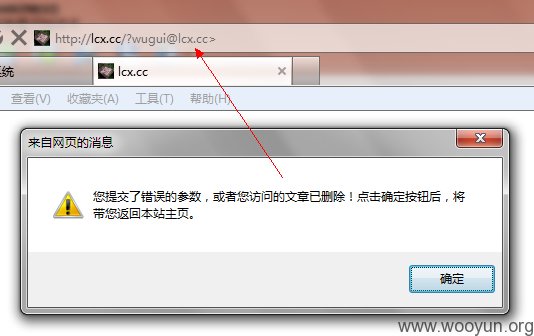 http://lcx.cc/?wugui@lcx.cc>
系统
lcx.cc
查看(V) 收藏夹(A) 工具(T) 帮助(H)
来自网页的消息
您提交了错误的参数，或者您访问的文章已删除！点击确定按钮后，将
带您返回本站主页。
确定
www.wooyun.org